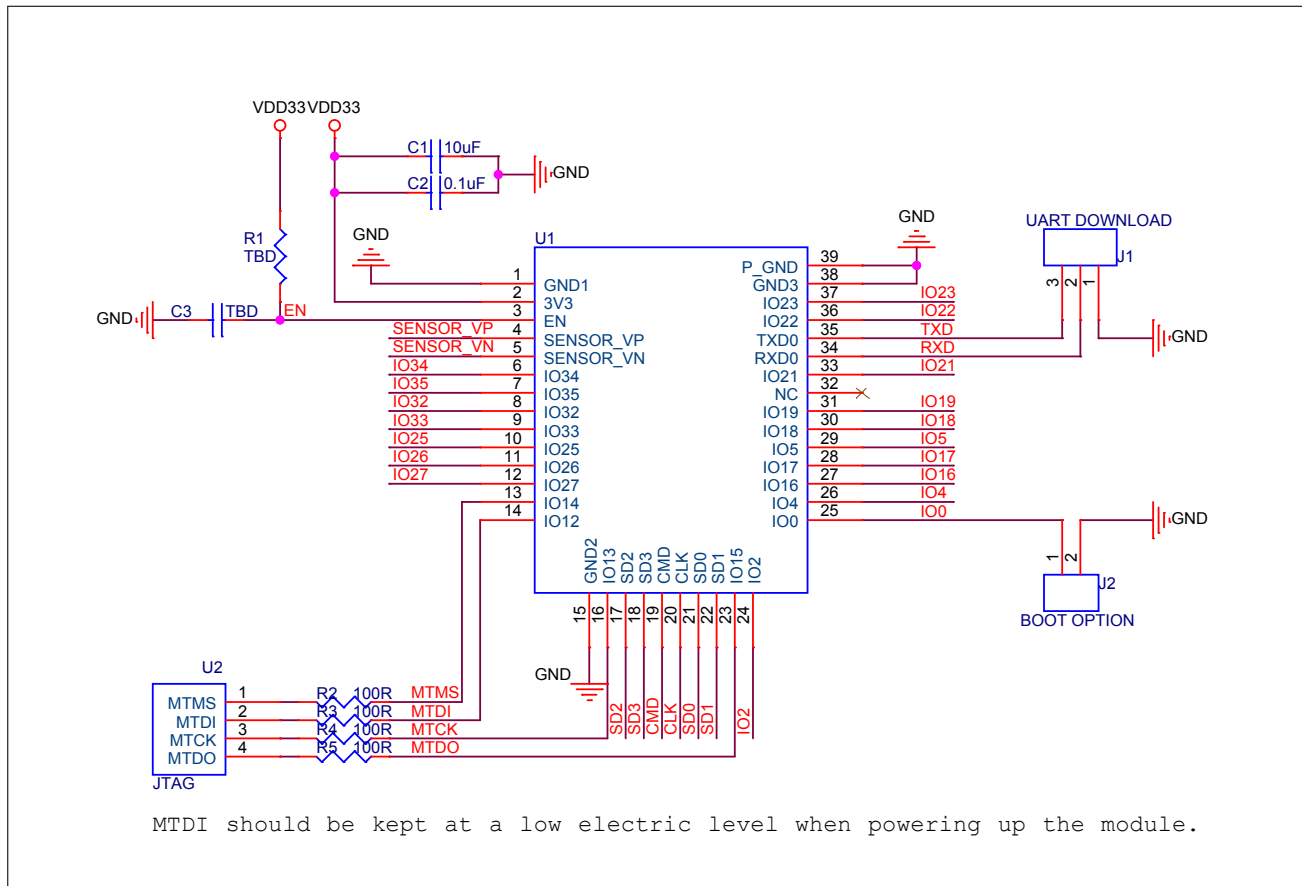 VDD33 VDD33
C1 10uF
C2 0.1uF
GND
R1
TBD
GND
GND
C3
TBD
EN
U1
1 GND1
2 3V3
3 EN
SENSOR_VP 4 SENSOR_VP
SENSOR_VN 5 SENSOR_VN
IO34 6 IO34
IO35 7 IO35
IO32 8 IO32
IO33 9 IO33
IO25 10 IO25
IO26 11 IO26
IO27 12 IO27
13 IO14
14 IO12
GND
P_GND 39
GND3 38
IO23 37 IO23
IO22 36 IO22
TXD0 35 TXD
RXD0 34 RXD
IO21 33 IO21
NC 32
IO19 31 IO19
IO18 30 IO18
IO5 29 IO5
IO17 28 IO17
IO16 27 IO16
IO4 26 IO4
IO0 25 IO0
UART DOWNLOAD
J1
3 2 1
GND
GND
1 2
J2
BOOT OPTION
GND2 IO13 SD2 SD3 CMD CLK SD0 SD1 IO15 IO2
15 16 17 18 19 20 21 22 23 24
GND
SD2 SD3 CMD CLK SD0 SD1 IO2
U2
MTMS 1 R2 100R MTMS
MTDI 2 R3 100R MTDI
MTCK 3 R4 100R MTCK
MTDO 4 R5 100R MTDO
JTAG
MTDI should be kept at a low electric level when powering up the module.